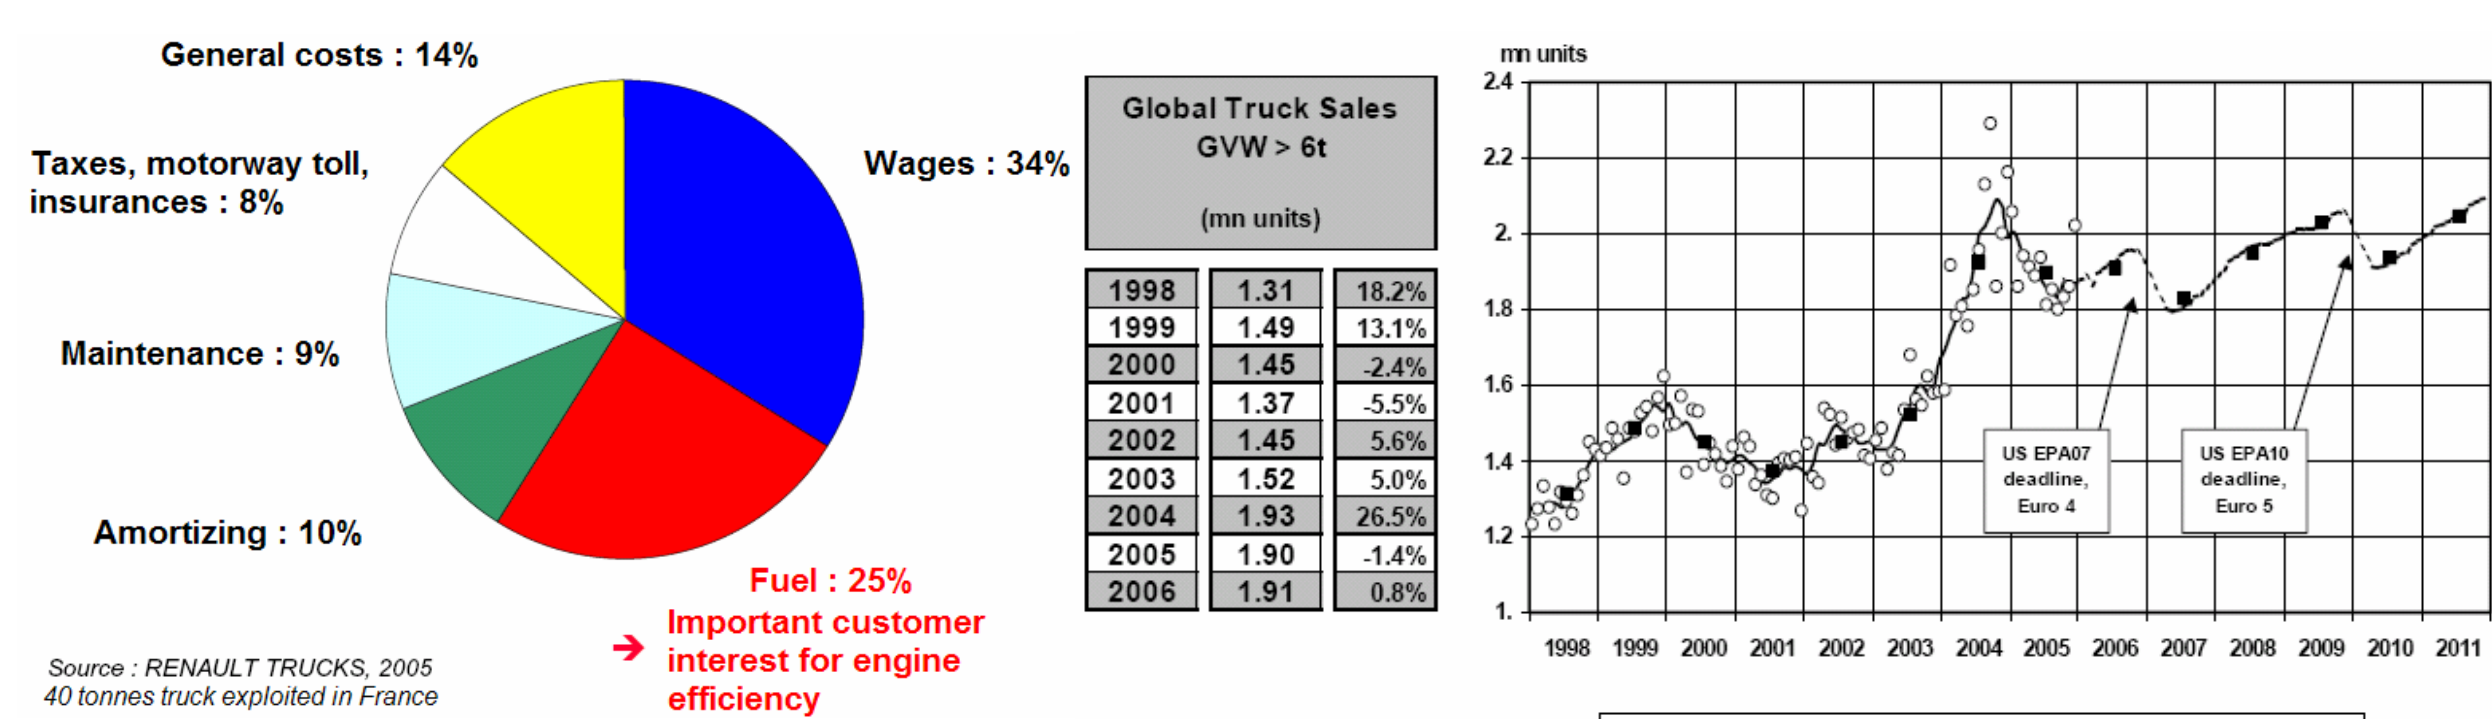 General costs : 14%
Taxes, motorway toll,
insurances : 8%
Wages : 34%
Maintenance : 9%
Amortizing : 10%
Fuel : 25%
➔ Important customer
interest for engine
efficiency
Source : RENAULT TRUCKS, 2005
40 tonnes truck exploited in France
Global Truck Sales
GVW > 6t
(mn units)
1998 1.31 18.2%
1999 1.49 13.1%
2000 1.45 -2.4%
2001 1.37 -5.5%
2002 1.45 5.6%
2003 1.52 5.0%
2004 1.93 26.5%
2005 1.90 -1.4%
2006 1.91 0.8%
mn units
2.4
2.2
2.
1.8
1.6
1.4
1.2
1.
US EPA07
deadline,
Euro 4
US EPA10
deadline,
Euro 5
1998 1999 2000 2001 2002 2003 2004 2005 2006 2007 2008 2009 2010 2011